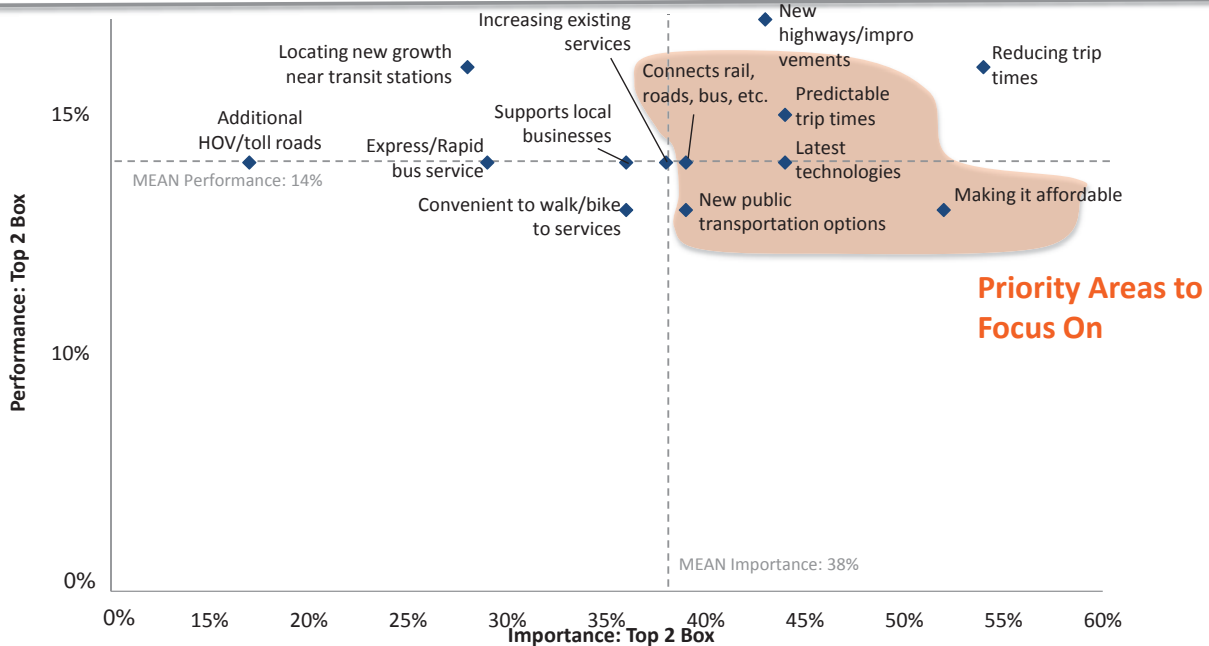 New
highways/impro
vements
Increasing existing
services
Locating new growth
near transit stations
Reducing trip
times
Connects rail,
roads, bus, etc.
Predictable
trip times
Supports local
businesses
15%
Additional
HOV/toll roads
Express/Rapid
bus service
Latest
technologies
MEAN Performance: 14%
Convenient to walk/bike
to services
New public
transportation options
Making it affordable
Priority Areas to
Focus On
10%
Performance: Top 2 Box
MEAN Importance: 38%
0%
0% 15% 20% 25% 30% 35% 40% 45% 50% 55% 60%
Importance: Top 2 Box